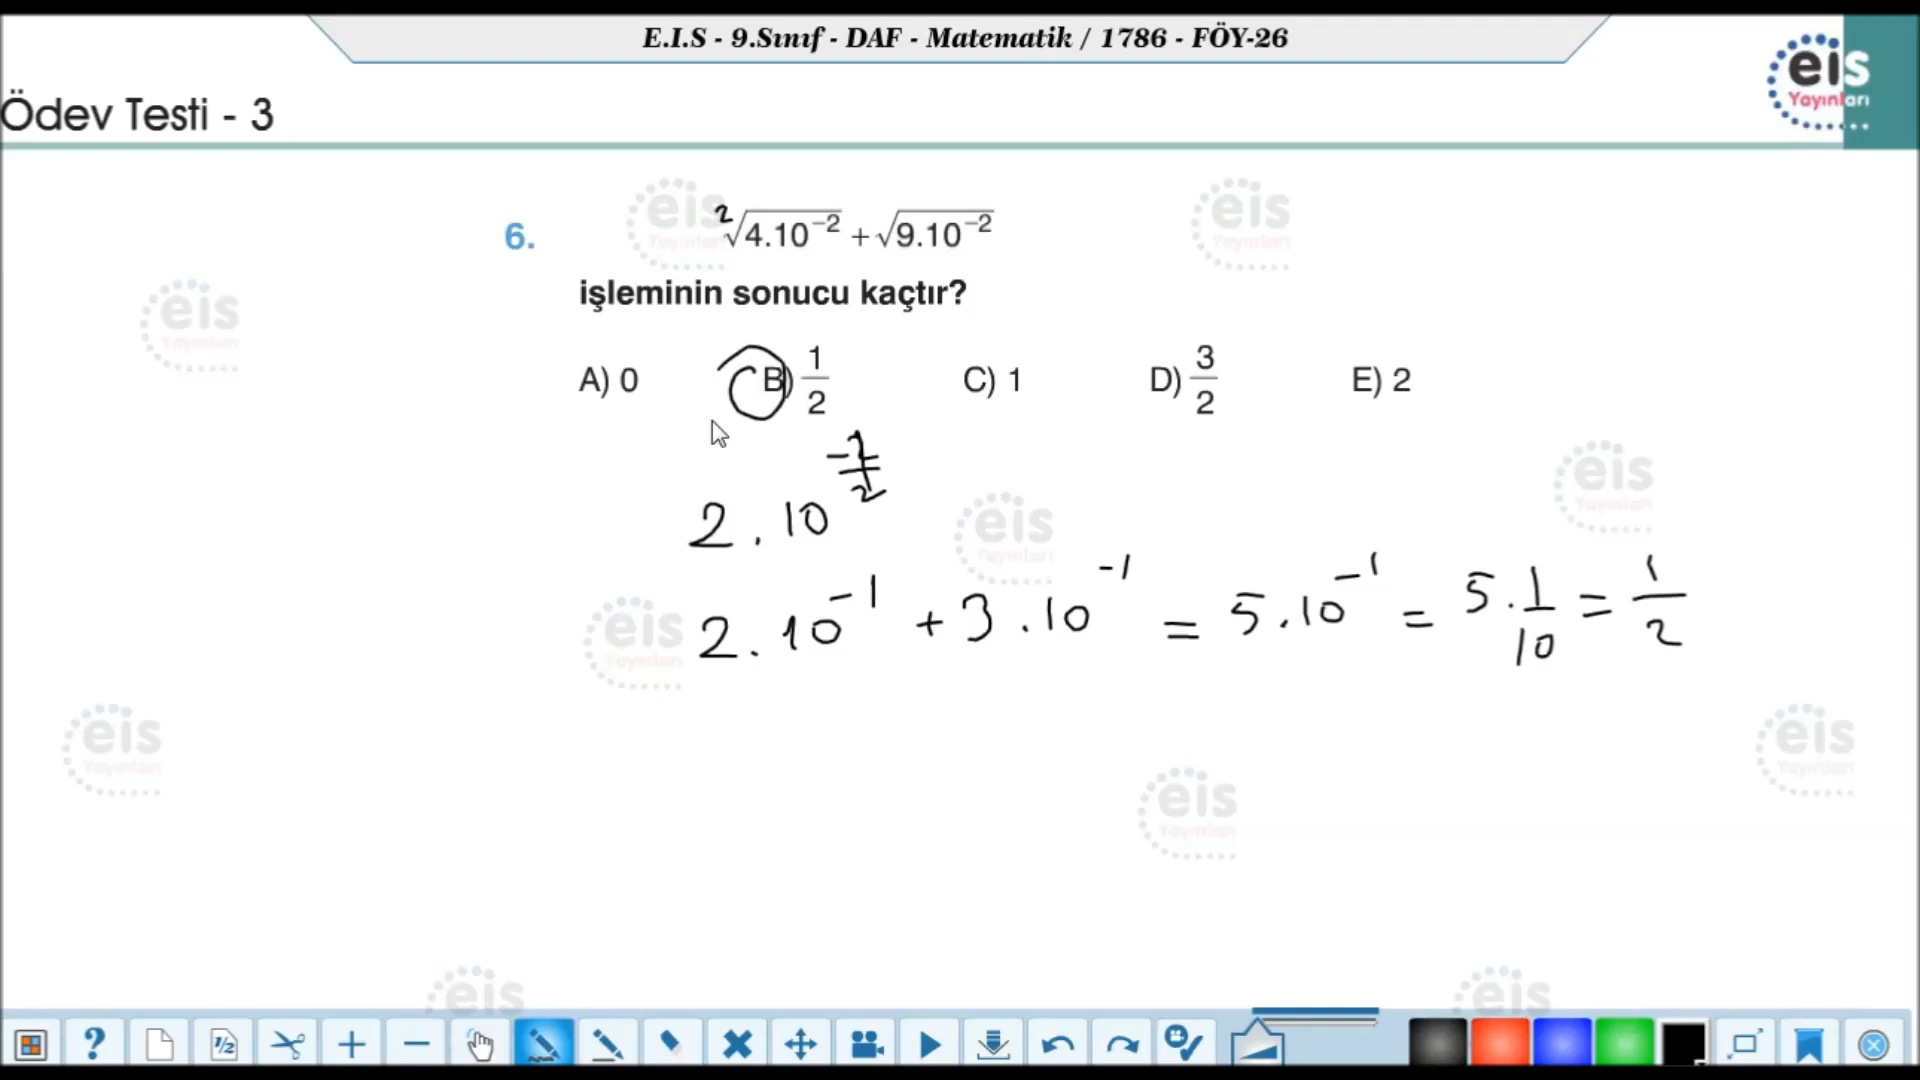 E.I.S - 9.Sınıf - DAF - Matematik / 1786 - FÖY-26
eis
Yayınları
Ödev Testi - 3
6. ²√4.10⁻² + √9.10⁻²
işleminin sonucu kaçtır?
A) 0 B) 1/2 C) 1 D) 3/2 E) 2
2 . 10
2 . 10⁻¹ + 3 . 10⁻¹ = 5 . 10⁻¹ = 5 . 1/10 = 1/2